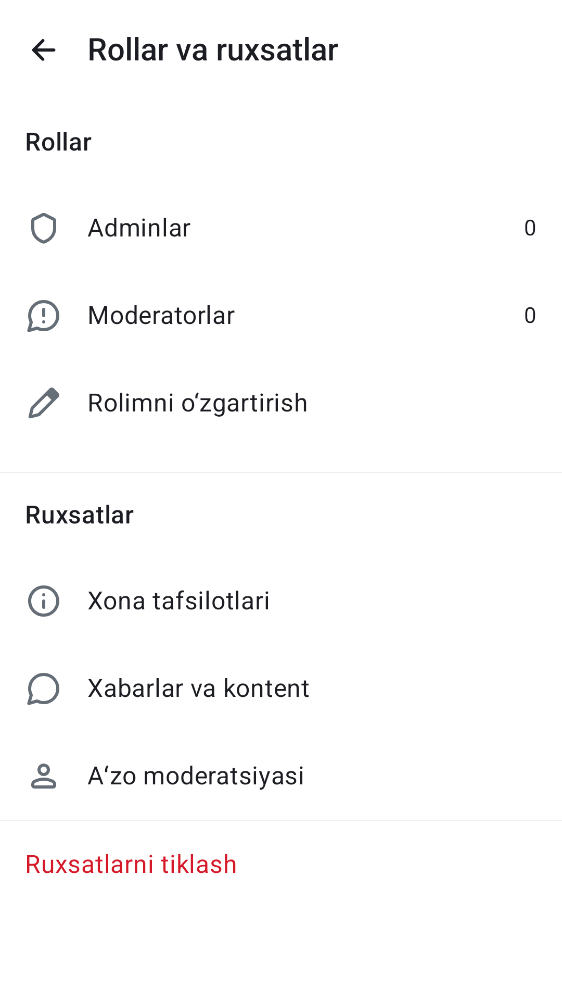 Rollar va ruxsatlar
Rollar
Adminlar 0
Moderatorlar 0
Rolimni oʻzgartirish
Ruxsatlar
Xona tafsilotlari
Xabarlar va kontent
Aʻzo moderatsiyasi
Ruxsatlarni tiklash